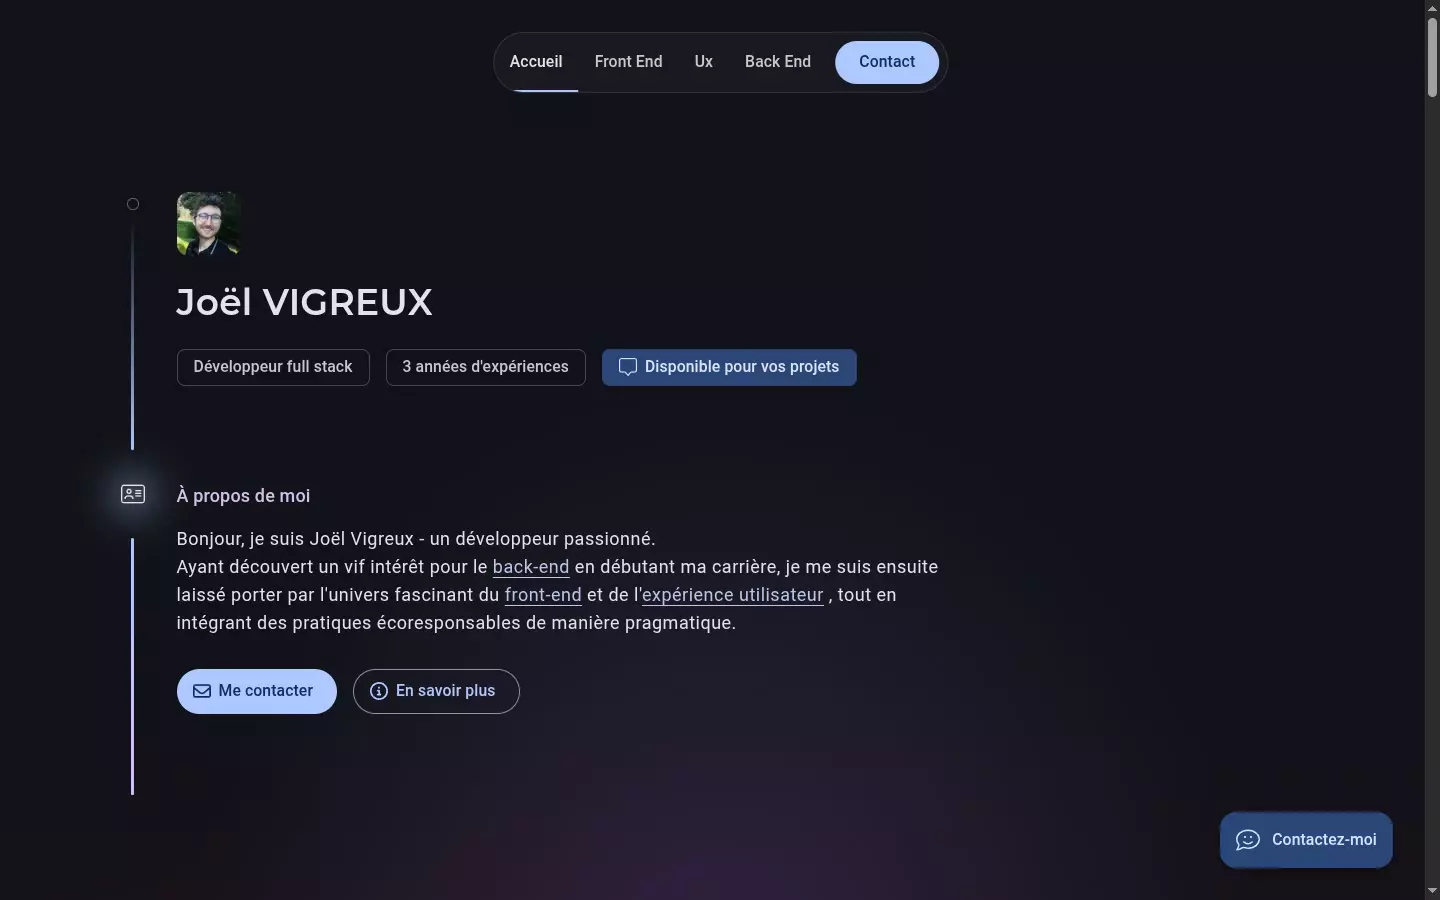 Accueil
Front End
Ux
Back End
Contact
Joël VIGREUX
Développeur full stack
3 années d'expériences
Disponible pour vos projets
À propos de moi
Bonjour, je suis Joël Vigreux - un développeur passionné.
Ayant découvert un vif intérêt pour le back-end en débutant ma carrière, je me suis ensuite
laissé porter par l'univers fascinant du front-end et de l'expérience utilisateur , tout en
intégrant des pratiques écoresponsables de manière pragmatique.
Me contacter
En savoir plus
Contactez-moi